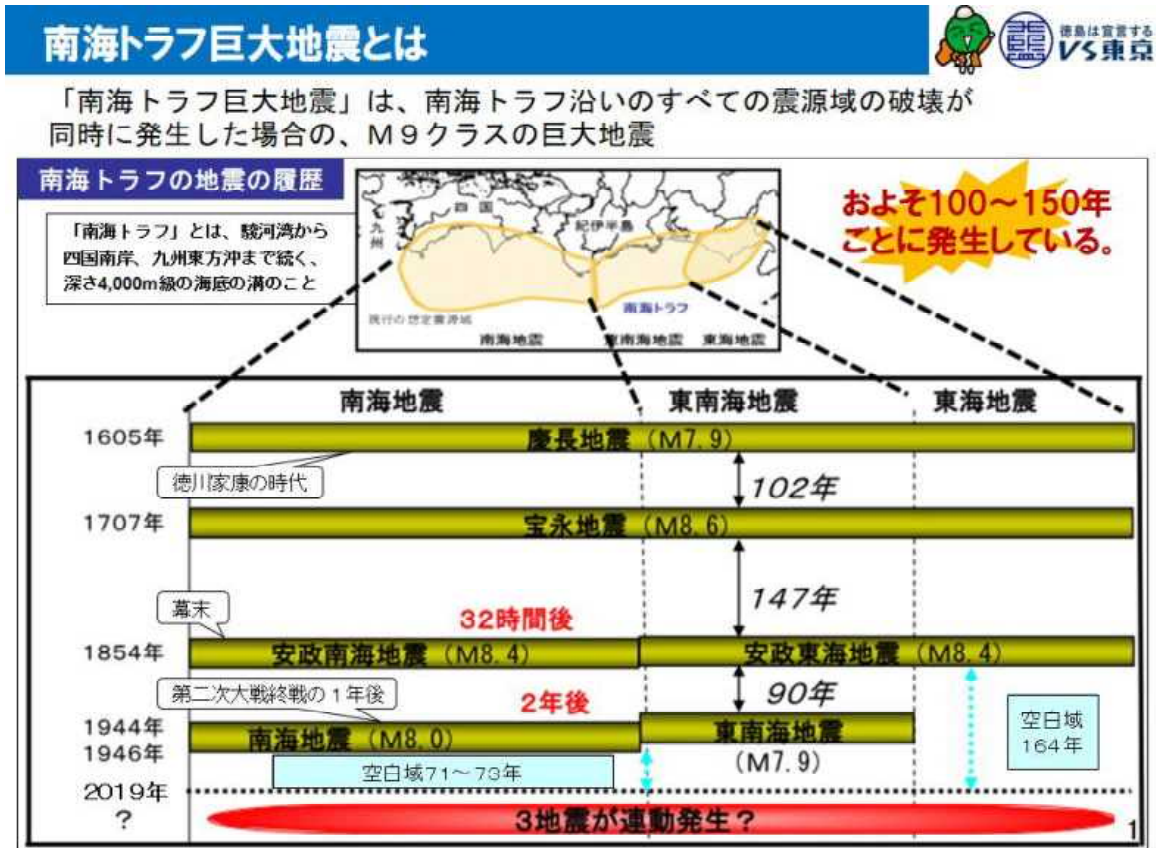 南海トラフ巨大地震とは
徳島は宣言する
VS東京
「南海トラフ巨大地震」は、南海トラフ沿いのすべての震源域の破壊が
同時に発生した場合の、M9クラスの巨大地震
南海トラフの地震の履歴
「南海トラフ」とは、駿河湾から
四国南岸、九州東方沖まで続く、
深さ4,000m級の海底の溝のこと
九州
四国
紀伊半島
南海トラフ
現行の想定震源域
南海地震
東南海地震
東海地震
およそ100～150年
ごとに発生している。
南海地震
東南海地震
東海地震
1605年
慶長地震（M7.9）
徳川家康の時代
102年
1707年
宝永地震（M8.6）
147年
幕末
32時間後
1854年
安政南海地震（M8.4）
安政東海地震（M8.4）
第二次大戦終戦の1年後
2年後
90年
1944年
1946年
南海地震（M8.0）
東南海地震
（M7.9）
空白域
164年
空白域71～73年
2019年
？
3地震が連動発生？
1